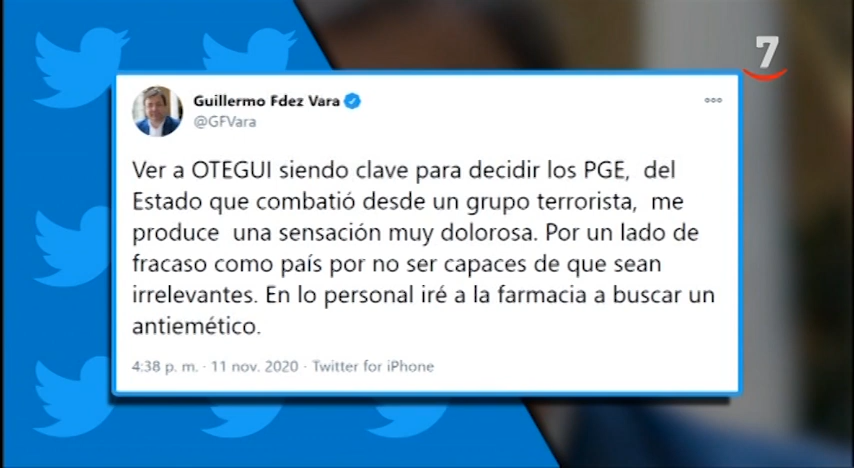 7
Guillermo Fdez Vara
@GFVara
Ver a OTEGUI siendo clave para decidir los PGE, del
Estado que combatió desde un grupo terrorista, me
produce una sensación muy dolorosa. Por un lado de
fracaso como país por no ser capaces de que sean
irrelevantes. En lo personal iré a la farmacia a buscar un
antiemético.
4:38 p. m. · 11 nov. 2020 · Twitter for iPhone